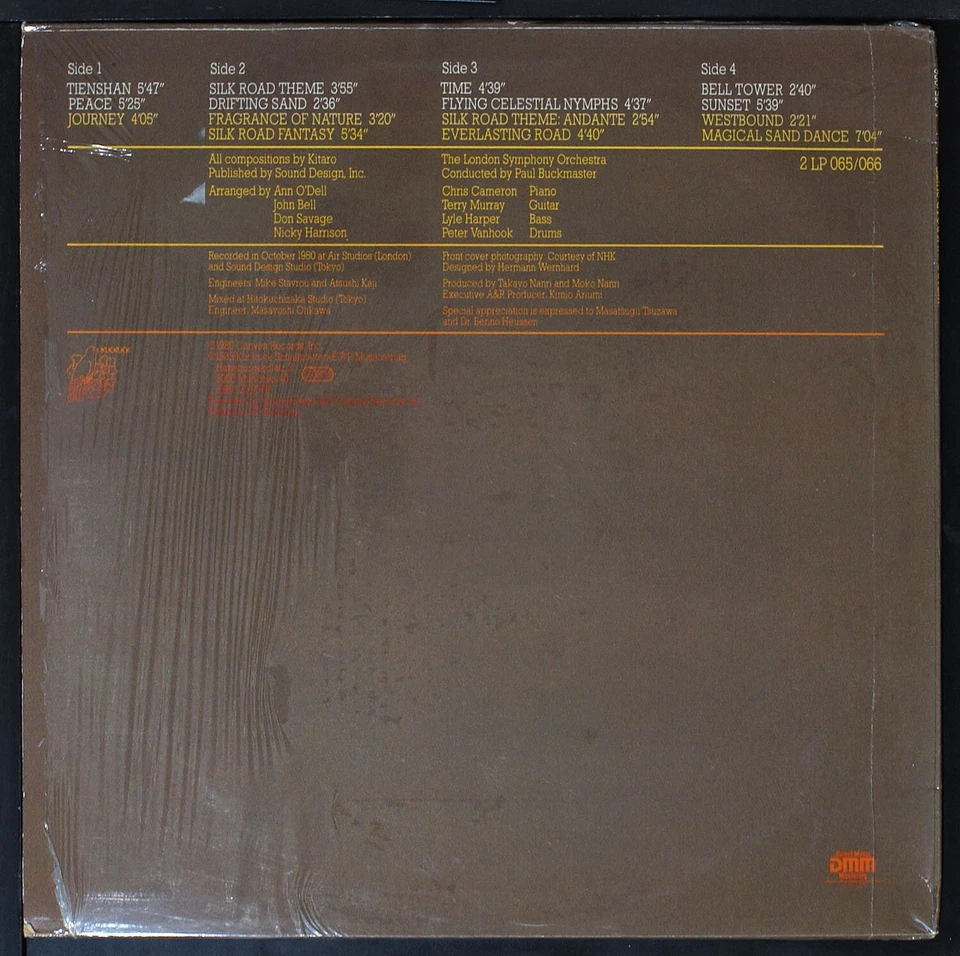 Side 1
TIENSHAN 5'47"
PEACE 5'25"
JOURNEY 4'05"
Side 2
SILK ROAD THEME 3'55"
DRIFTING SAND 2'36"
FRAGRANCE OF NATURE 3'20"
SILK ROAD FANTASY 5'34"
Side 3
TIME 4'39"
FLYING CELESTIAL NYMPHS 4'37"
SILK ROAD THEME: ANDANTE 2'54"
EVERLASTING ROAD 4'40"
Side 4
BELL TOWER 2'40"
SUNSET 5'39"
WESTBOUND 2'21"
MAGICAL SAND DANCE 7'04"
2 LP 065/066
All compositions by Kitaro
Published by Sound Design, Inc.
Arranged by Ann O'Dell
John Bell
Don Savage
Nicky Harrison
The London Symphony Orchestra
Conducted by Paul Buckmaster
Chris Cameron Piano
Terry Murray Guitar
Lyle Harper Bass
Peter Vanhook Drums
Recorded in October 1980 at Air Studios (London)
and Sound Design Studio (Tokyo)
Engineers: Mike Stavrou and Atsushi Kaji
Mixed at Hitokuchizaka Studio (Tokyo)
Engineer: Masayoshi Ohkawa
Front cover photography: Courtesy of NHK
Designed by Hermann Wernhard
Produced by Takayo Nanri and Moko Nanri
Executive A&R Producer: Kimio Anumi
Special appreciation is expressed to Masatsugu Tsuzawa
and Dr. Benno Heussen
1980 Canyon Records, Inc.
KUCKUCK
DMM